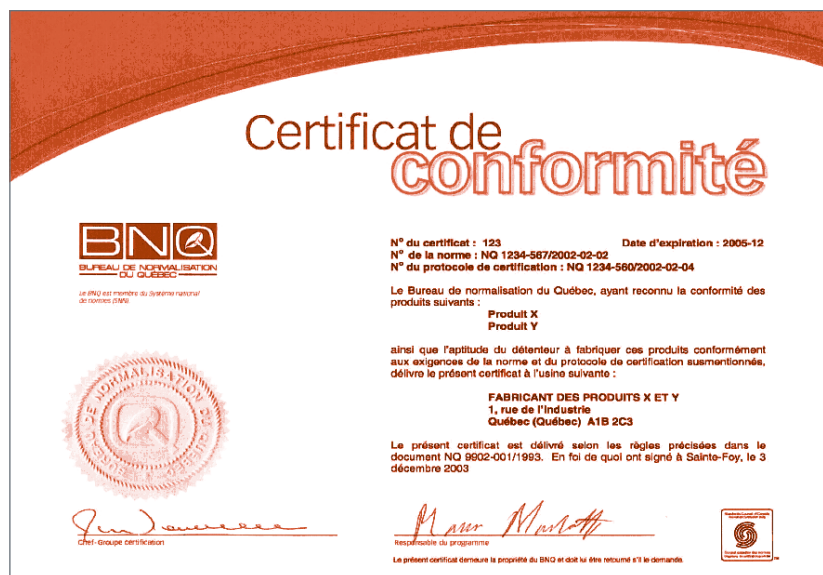 Certificat de
conformité
BNQ
BUREAU DE NORMALISATION
DU QUÉBEC
Le BNQ est membre du Système national
de normes (SNN).
N° du certificat : 123 Date d'expiration : 2005-12
N° de la norme : NQ 1234-567/2002-02-02
N° du protocole de certification : NQ 1234-560/2002-02-04
Le Bureau de normalisation du Québec, ayant reconnu la conformité des
produits suivants :
Produit X
Produit Y
ainsi que l'aptitude du détenteur à fabriquer ces produits conformément
aux exigences de la norme et du protocole de certification susmentionnés,
délivre le présent certificat à l'usine suivante :
FABRICANT DES PRODUITS X ET Y
1, rue de l'Industrie
Québec (Québec) A1B 2C3
Le présent certificat est délivré selon les règles précisées dans le
document NQ 9902-001/1993. En foi de quoi ont signé à Sainte-Foy, le 3
décembre 2003
BUREAU DE NORMALISATION DU QUÉBEC
Chef - Groupe certification
Responsable du programme
Le présent certificat demeure la propriété du BNQ et doit lui être retourné s'il le demande.